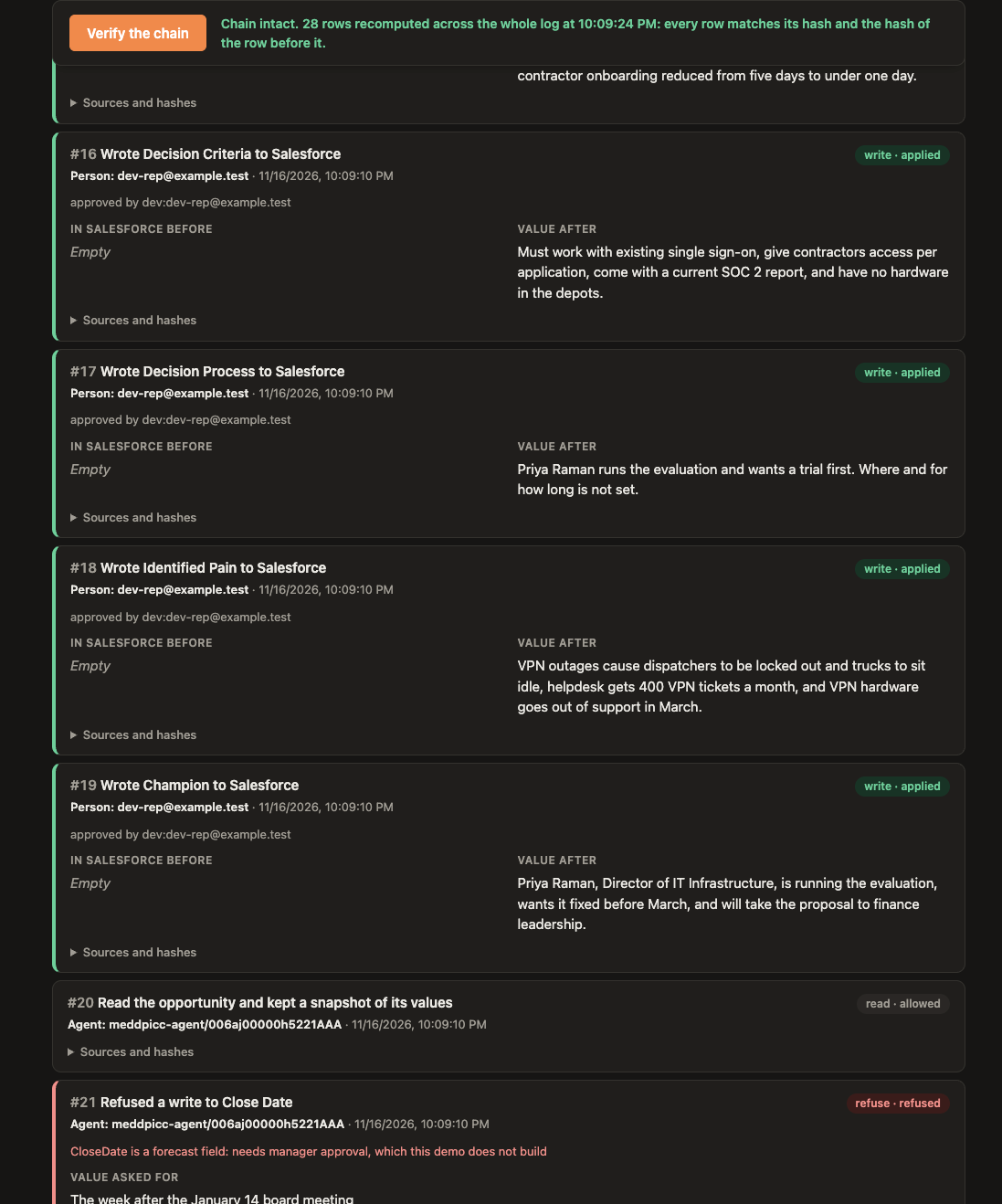 Verify the chain
Chain intact. 28 rows recomputed across the whole log at 10:09:24 PM: every row matches its hash and the hash of
the row before it.
contractor onboarding reduced from five days to under one day.
▶ Sources and hashes
#16 Wrote Decision Criteria to Salesforce
write · applied
Person: dev-rep@example.test · 11/16/2026, 10:09:10 PM
approved by dev:dev-rep@example.test
IN SALESFORCE BEFORE
Empty
VALUE AFTER
Must work with existing single sign-on, give contractors access per
application, come with a current SOC 2 report, and have no hardware
in the depots.
▶ Sources and hashes
#17 Wrote Decision Process to Salesforce
write · applied
Person: dev-rep@example.test · 11/16/2026, 10:09:10 PM
approved by dev:dev-rep@example.test
IN SALESFORCE BEFORE
Empty
VALUE AFTER
Priya Raman runs the evaluation and wants a trial first. Where and for
how long is not set.
▶ Sources and hashes
#18 Wrote Identified Pain to Salesforce
write · applied
Person: dev-rep@example.test · 11/16/2026, 10:09:10 PM
approved by dev:dev-rep@example.test
IN SALESFORCE BEFORE
Empty
VALUE AFTER
VPN outages cause dispatchers to be locked out and trucks to sit
idle, helpdesk gets 400 VPN tickets a month, and VPN hardware
goes out of support in March.
▶ Sources and hashes
#19 Wrote Champion to Salesforce
write · applied
Person: dev-rep@example.test · 11/16/2026, 10:09:10 PM
approved by dev:dev-rep@example.test
IN SALESFORCE BEFORE
Empty
VALUE AFTER
Priya Raman, Director of IT Infrastructure, is running the evaluation,
wants it fixed before March, and will take the proposal to finance
leadership.
▶ Sources and hashes
#20 Read the opportunity and kept a snapshot of its values
read · allowed
Agent: meddpicc-agent/006aj00000h5221AAA · 11/16/2026, 10:09:10 PM
▶ Sources and hashes
#21 Refused a write to Close Date
refuse · refused
Agent: meddpicc-agent/006aj00000h5221AAA · 11/16/2026, 10:09:10 PM
CloseDate is a forecast field: needs manager approval, which this demo does not build
VALUE ASKED FOR
The week after the January 14 board meeting